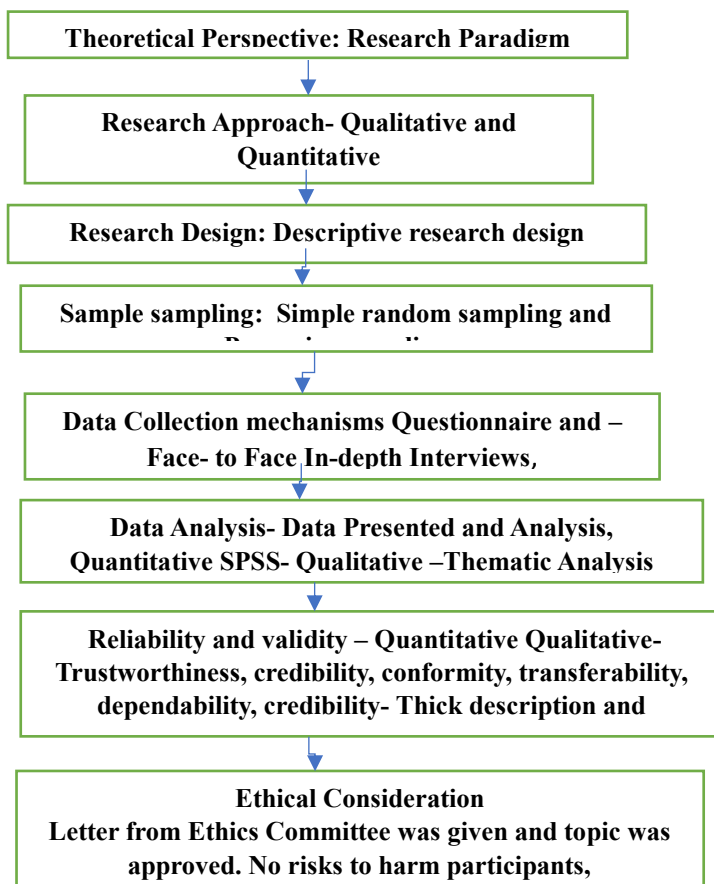 Theoretical Perspective: Research Paradigm
Research Approach- Qualitative and
Quantitative
Research Design: Descriptive research design
Sample sampling:  Simple random sampling and
Data Collection mechanisms Questionnaire and –
Face- to Face In-depth Interviews,
Data Analysis- Data Presented and Analysis,
Quantitative SPSS- Qualitative –Thematic Analysis
Reliability and validity – Quantitative Qualitative-
Trustworthiness, credibility, conformity, transferability,
dependability, credibility- Thick description and
Ethical Consideration
Letter from Ethics Committee was given and topic was
approved. No risks to harm participants,